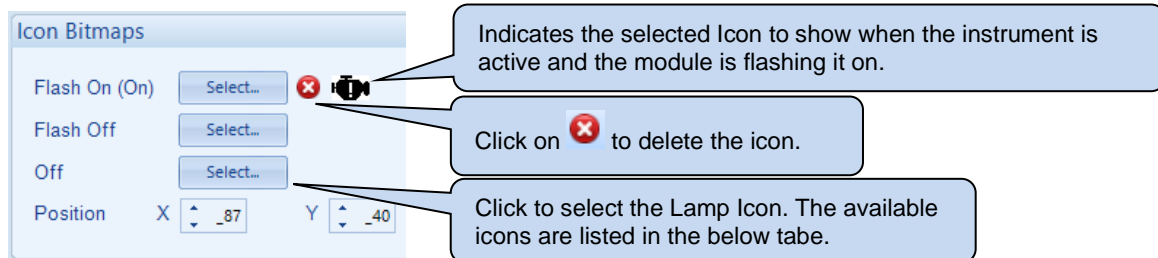 Icon Bitmaps
Flash On (On) Select...
Flash Off Select...
Off Select...
Position X _87 Y _40
Indicates the selected Icon to show when the instrument is
active and the module is flashing it on.
Click on to delete the icon.
Click to select the Lamp Icon. The available
icons are listed in the below tabe.